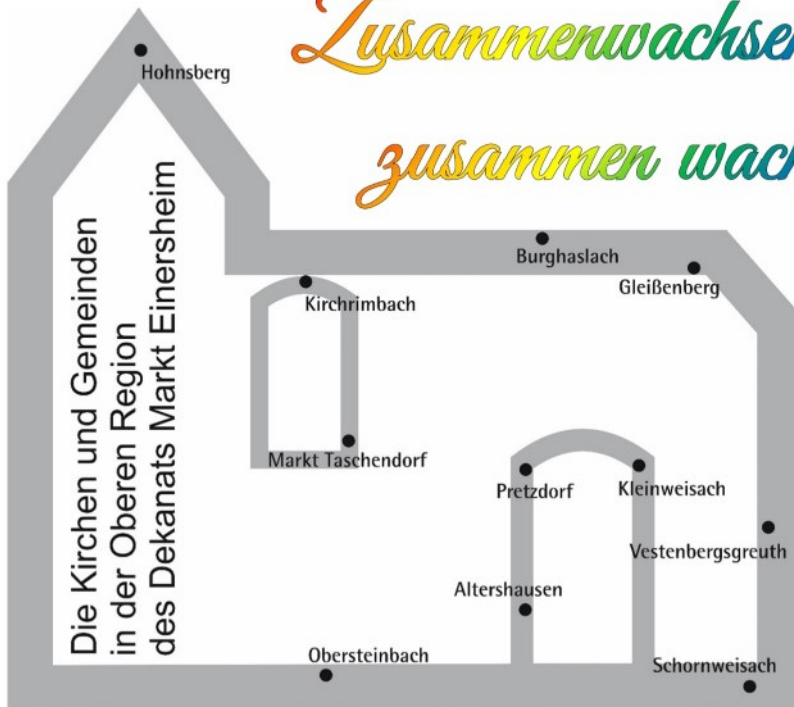 Zusammenwachsen
zusammen wach
Hohnsberg
Burghaslach
Gleißenberg
Kirchrimbach
Markt Taschendorf
Pretzdorf
Kleinweisach
Vestenbergsgreuth
Altershausen
Obersteinbach
Schornweisach
Die Kirchen und Gemeinden
in der Oberen Region
des Dekanats Markt Einersheim